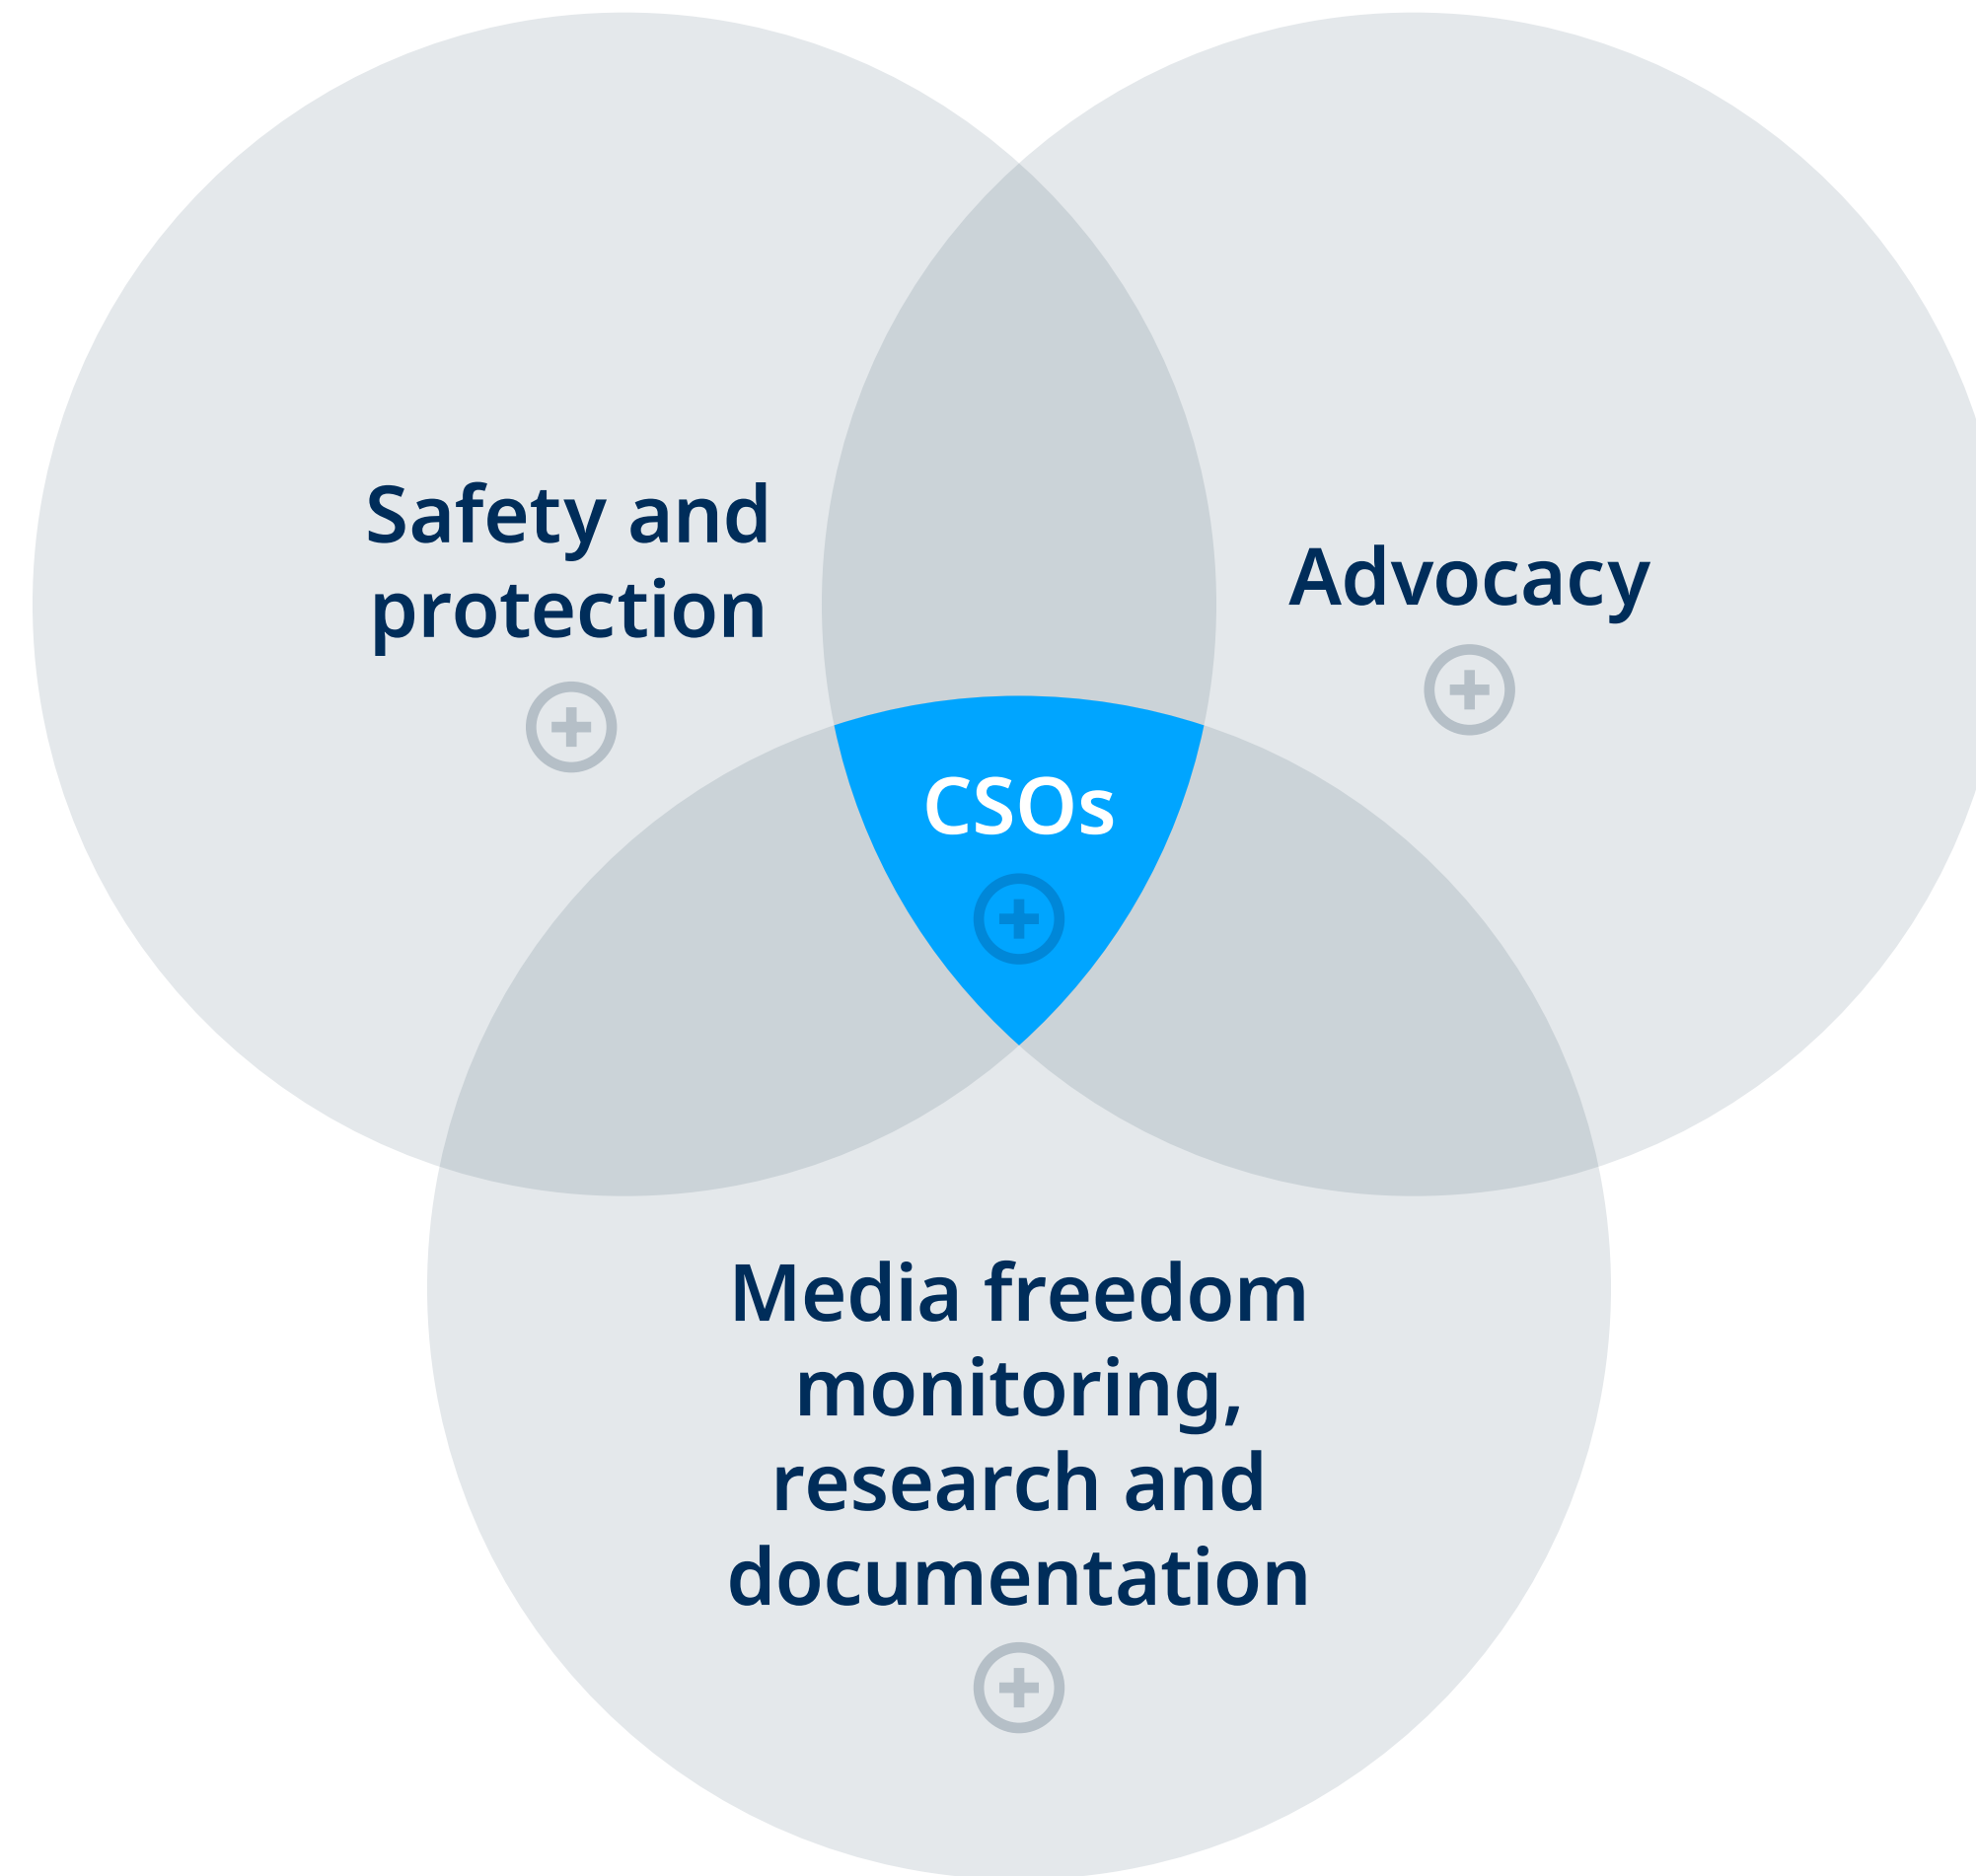 Safety and
protection
Advocacy
CSOs
Media freedom
monitoring,
research and
documentation